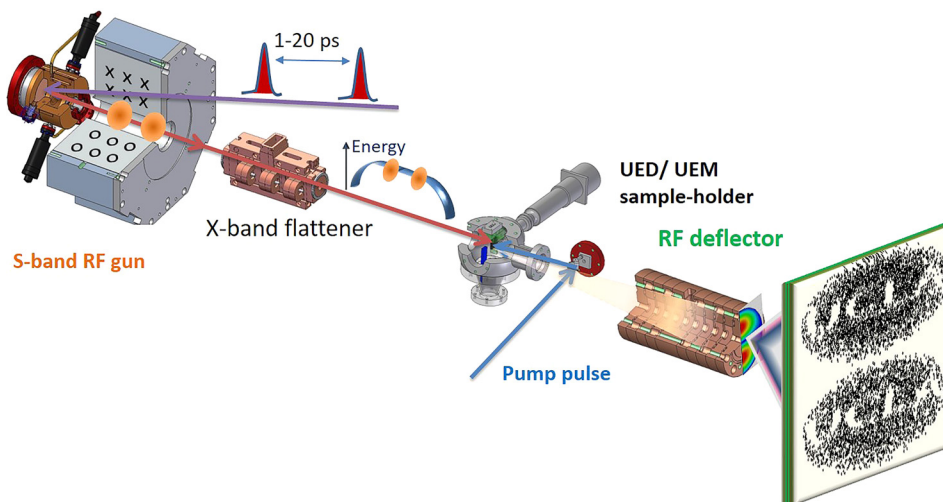 1-20 ps
X X X
X X X
O O O
O O O
Energy
X-band flattener
S-band RF gun
UED/ UEM
sample-holder
RF deflector
Pump pulse